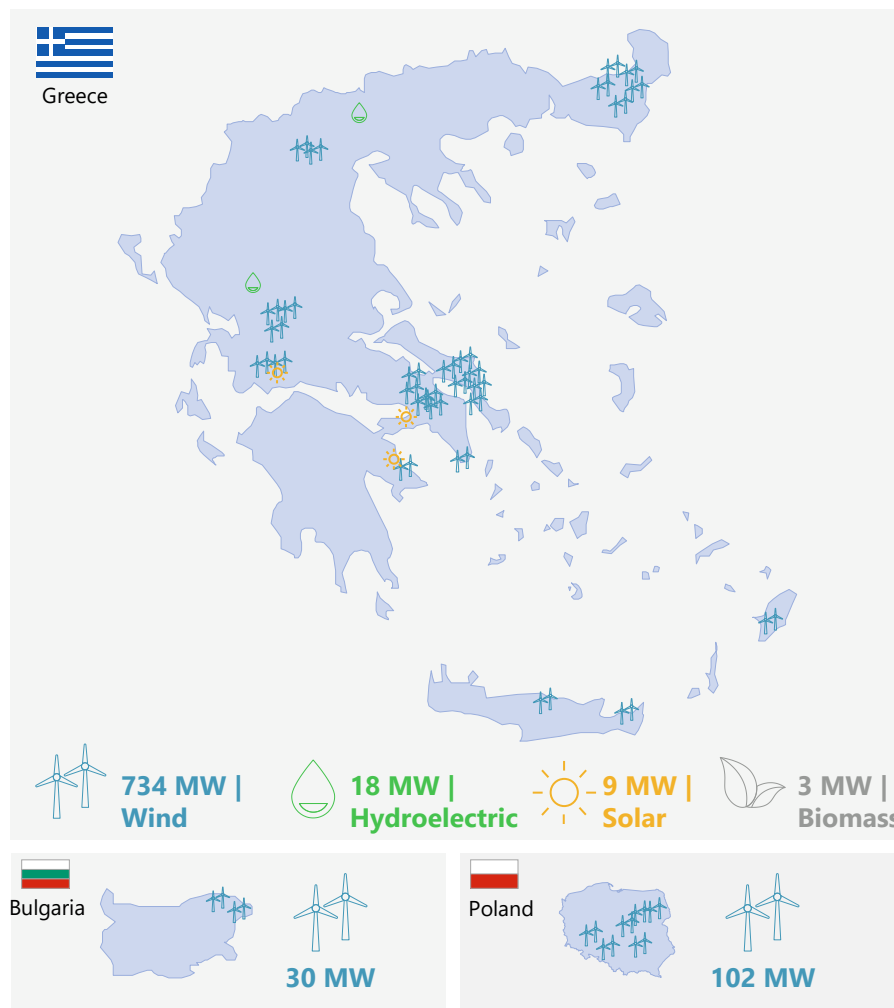 Greece
734 MW |
Wind
18 MW |
Hydroelectric
9 MW |
Solar
3 MW |
Biomass
Bulgaria
30 MW
Poland
102 MW